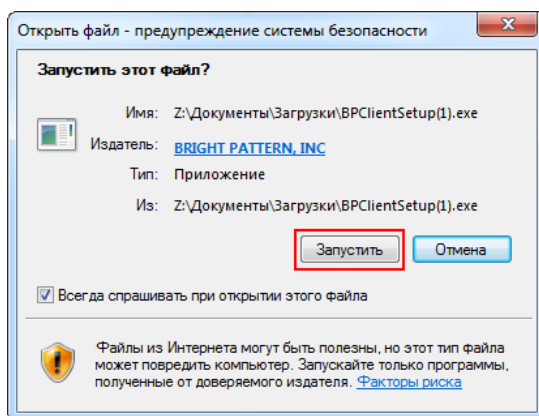 Открыть файл - предупреждение системы безопасности
Запустить этот файл?
Имя: Z:\Документы\Загрузки\BPClientSetup(1).exe
Издатель: BRIGHT PATTERN, INC
Тип: Приложение
Из: Z:\Документы\Загрузки\BPClientSetup(1).exe
Запустить Отмена
Всегда спрашивать при открытии этого файла
Файлы из Интернета могут быть полезны, но этот тип файла
может повредить компьютер. Запускайте только программы,
полученные от доверяемого издателя. Факторы риска